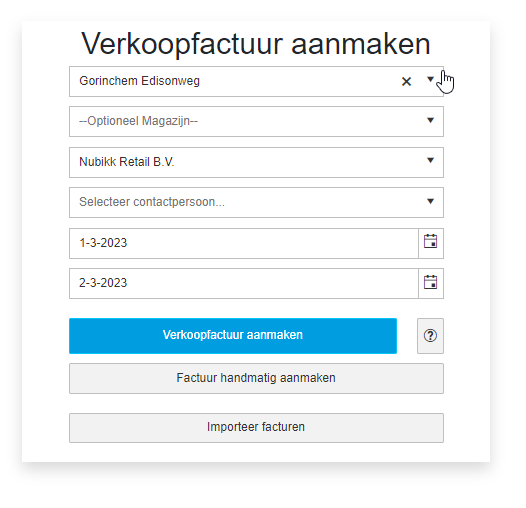 Verkoopfactuur aanmaken
Gorinchem Edisonweg
--Optioneel Magazijn--
Nubikk Retail B.V.
Selecteer contactpersoon...
1-3-2023
2-3-2023
Verkoopfactuur aanmaken
Factuur handmatig aanmaken
Importeer facturen